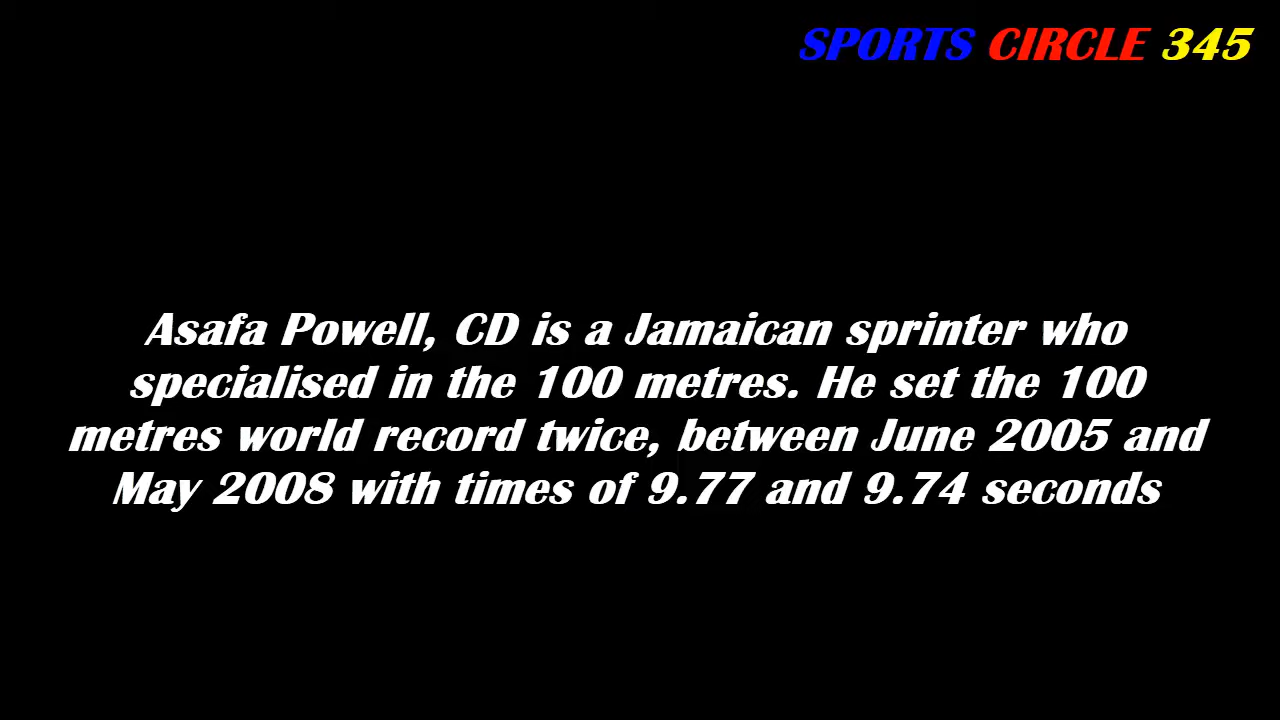 SPORTS CIRCLE 345
Asafa Powell, CD is a Jamaican sprinter who
specialised in the 100 metres. He set the 100
metres world record twice, between June 2005 and
May 2008 with times of 9.77 and 9.74 seconds